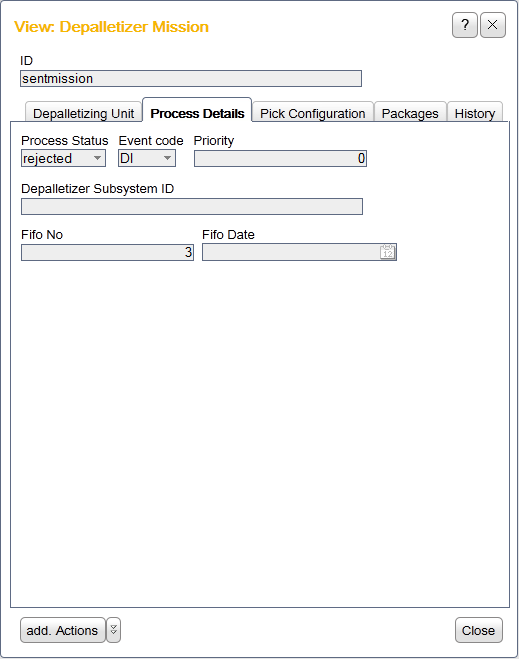 View: Depalletizer Mission ?
ID
sentmission
Depalletizing Unit Process Details Pick Configuration Packages History
Process Status Event code Priority
rejected DI 0
Depalletizer Subsystem ID
Fifo No Fifo Date
3 12
add. Actions Close